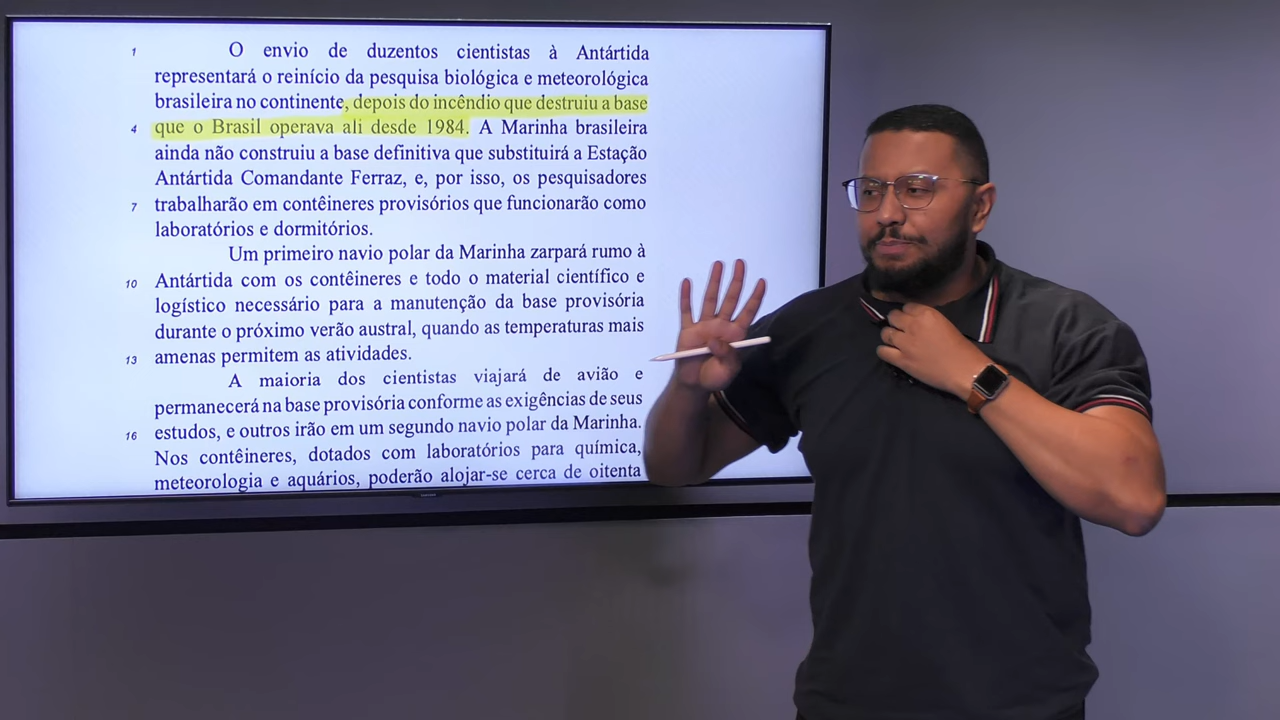 1 O envio de duzentos cientistas à Antártida
representará o reinício da pesquisa biológica e meteorológica
brasileira no continente, depois do incêndio que destruiu a base
4 que o Brasil operava ali desde 1984. A Marinha brasileira
ainda não construiu a base definitiva que substituirá a Estação
Antártida Comandante Ferraz, e, por isso, os pesquisadores
7 trabalharão em contêineres provisórios que funcionarão como
laboratórios e dormitórios.
Um primeiro navio polar da Marinha zarpará rumo à
10 Antártida com os contêineres e todo o material científico e
logístico necessário para a manutenção da base provisória
durante o próximo verão austral, quando as temperaturas mais
13 amenas permitem as atividades.
A maioria dos cientistas viajará de avião e
permanecerá na base provisória conforme as exigências de seus
16 estudos, e outros irão em um segundo navio polar da Marinha.
Nos contêineres, dotados com laboratórios para química,
meteorologia e aquários, poderão alojar-se cerca de oitenta